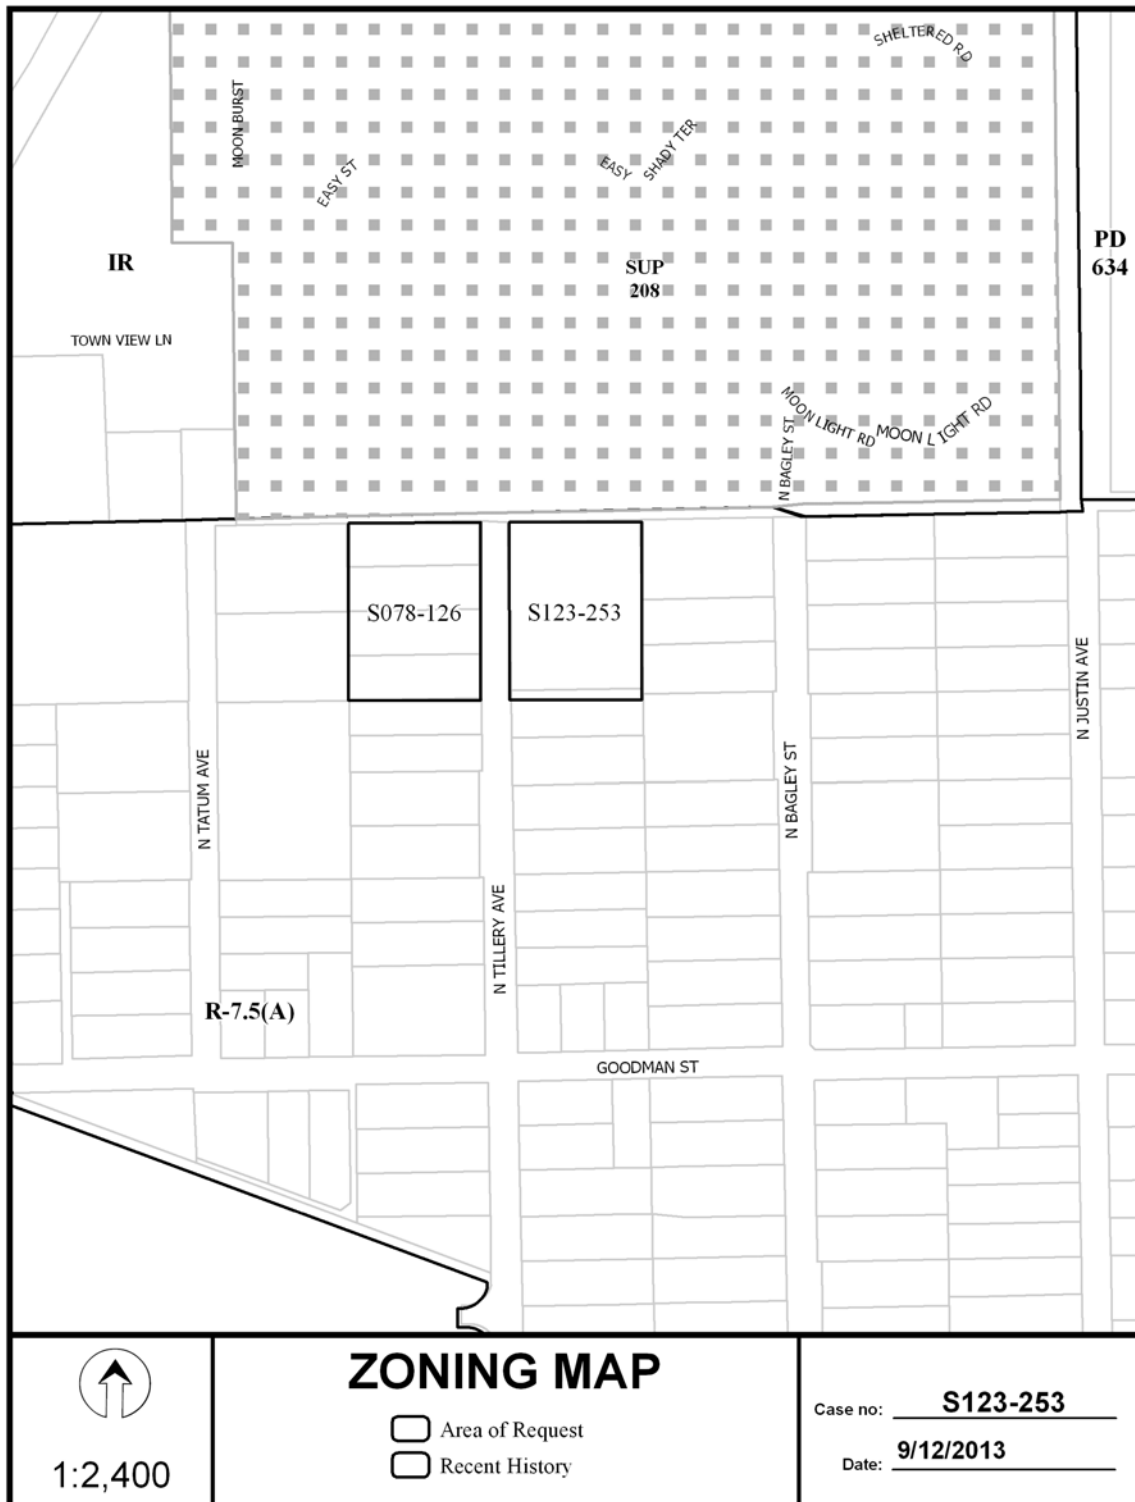 SHELTERED RD
MOON BURST
EASY ST
EASY
SHADY TER
IR
PD
634
SUP
208
TOWN VIEW LN
MOON LIGHT RD
MOON LIGHT RD
N BAGLEY ST
S078-126
S123-253
N JUSTIN AVE
N TATUM AVE
N BAGLEY ST
N TILLERY AVE
R-7.5(A)
GOODMAN ST
1:2,400
ZONING MAP
Area of Request
Recent History
Case no: S123-253
Date: 9/12/2013